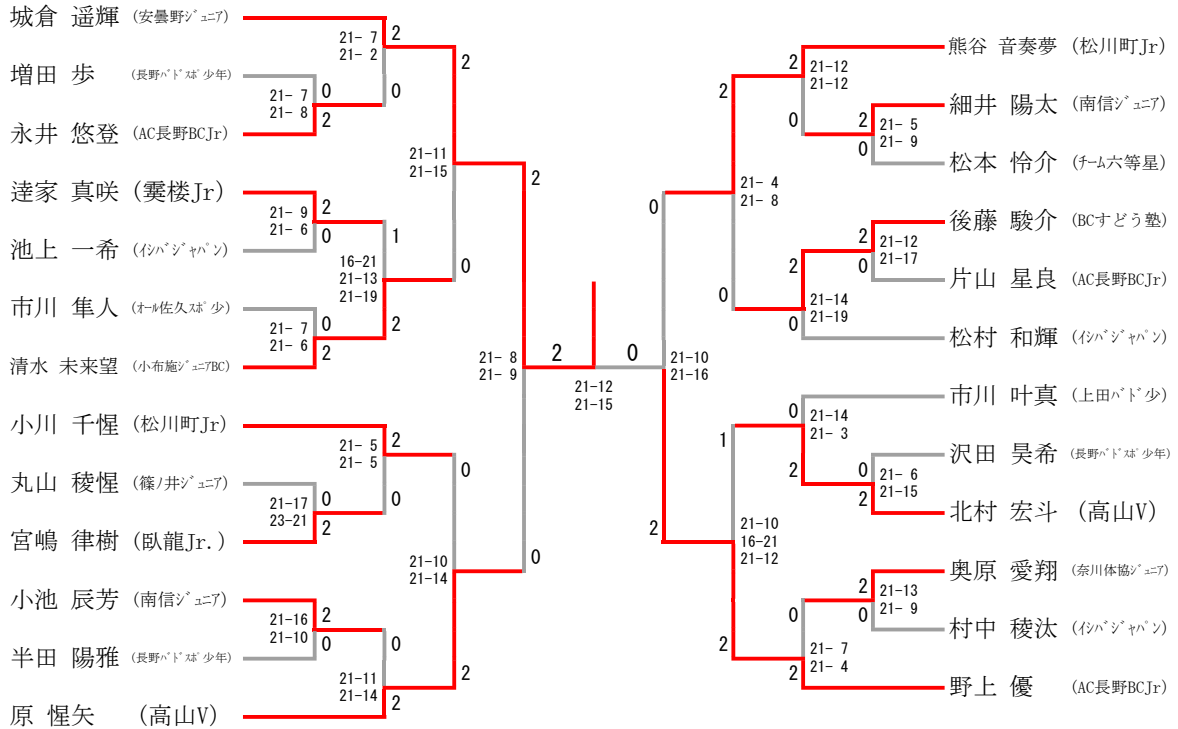 城倉 遥輝 (安曇野ｼﾞｭﾆｱ)
増田 歩 (長野ﾊﾞﾄﾞｽﾎﾟ少年)
永井 悠登 (AC長野BCJr)
逹家 真咲 (霙楼Jr)
池上 一希 (ｲｼﾊﾞｼﾞｬﾊﾟﾝ)
市川 隼人 (ｵｰﾙ佐久ｽﾎﾟ少)
清水 未来望 (小布施ｼﾞｭﾆｱBC)
小川 千惺 (松川町Jr)
丸山 稜惺 (篠ﾉ井ｼﾞｭﾆｱ)
宮嶋 律樹 (臥龍Jr.)
小池 辰芳 (南信ｼﾞｭﾆｱ)
半田 陽雅 (長野ﾊﾞﾄﾞｽﾎﾟ少年)
原 惺矢 (高山V)
21- 7 2
21- 2
21- 7 0
21- 8 2
0
2
21-11
21-15
21- 9 2
21- 6 0
1
16-21
21-13
21-19
0
21- 7 0
21- 6 2
2
2
21- 8
21- 9
21- 5 2
21- 5
21-17 0
23-21 2
0
0
21-10
21-14
0
21-16 2
21-10 0
0
21-11
21-14 2
2
2 0
21-12
21-15
熊谷 音奏夢 (松川町Jr)
細井 陽太 (南信ｼﾞｭﾆｱ)
松本 怜介 (ﾁｰﾑ六等星)
後藤 駿介 (BCすどう塾)
片山 星良 (AC長野BCJr)
松村 和輝 (ｲｼﾊﾞｼﾞｬﾊﾟﾝ)
市川 叶真 (上田ﾊﾞﾄﾞ少)
沢田 昊希 (長野ﾊﾞﾄﾞｽﾎﾟ少年)
北村 宏斗 (高山V)
奥原 愛翔 (奈川体協ｼﾞｭﾆｱ)
村中 稜汰 (ｲｼﾊﾞｼﾞｬﾊﾟﾝ)
野上 優 (AC長野BCJr)
2 21-12
21-12
2
0
2 21- 5
0 21- 9
0
21- 4
21- 8
2 21-12
0 21-17
2
0
21-14
0 21-19
21-10
21-16
0 21-14
21- 3
1
2
0 21- 6
2 21-15
2
21-10
16-21
21-12
2 21-13
0 21- 9
0
2
21- 7
2 21- 4